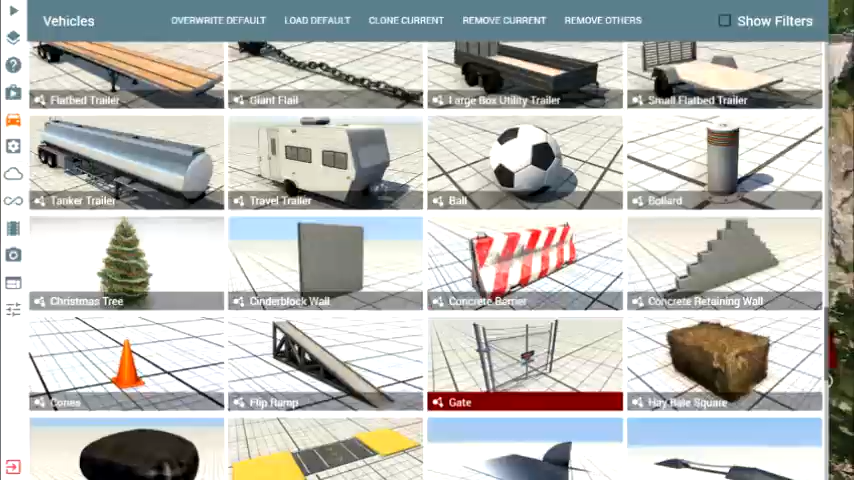 Vehicles
OVERWRITE DEFAULT
LOAD DEFAULT
CLONE CURRENT
REMOVE CURRENT
REMOVE OTHERS
Show Filters
Flatbed Trailer
Giant Flail
Large Box Utility Trailer
Small Flatbed Trailer
Tanker Trailer
Travel Trailer
Ball
Bollard
Christmas Tree
Cinderblock Wall
Concrete Barrier
Concrete Retaining Wall
Cones
Flip Ramp
Gate
Hay Bale Square